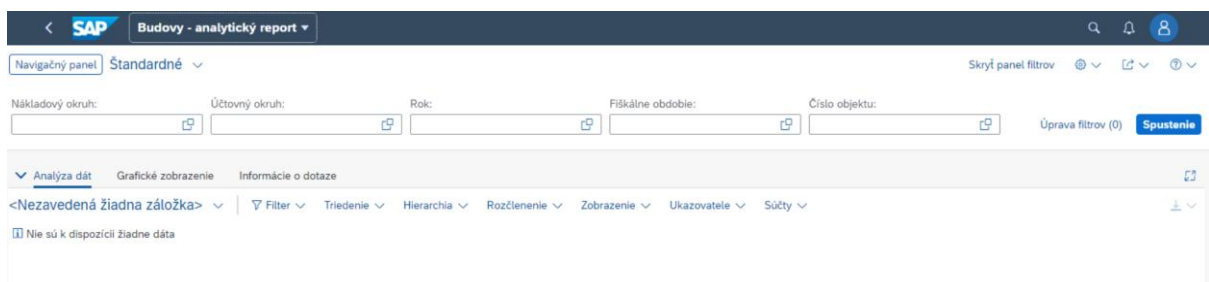 SAP Budovy - analytický report
Navigačný panel Štandardné Skryť panel filtrov
Nákladový okruh: Účtovný okruh: Rok: Fiškálne obdobie: Číslo objektu:
Úprava filtrov (0) Spustenie
Analýza dát Grafické zobrazenie Informácie o dotaze
<Nezavedená žiadna záložka> Filter Triedenie Hierarchia Rozčlenenie Zobrazenie Ukazovatele Súčty
Nie sú k dispozícii žiadne dáta